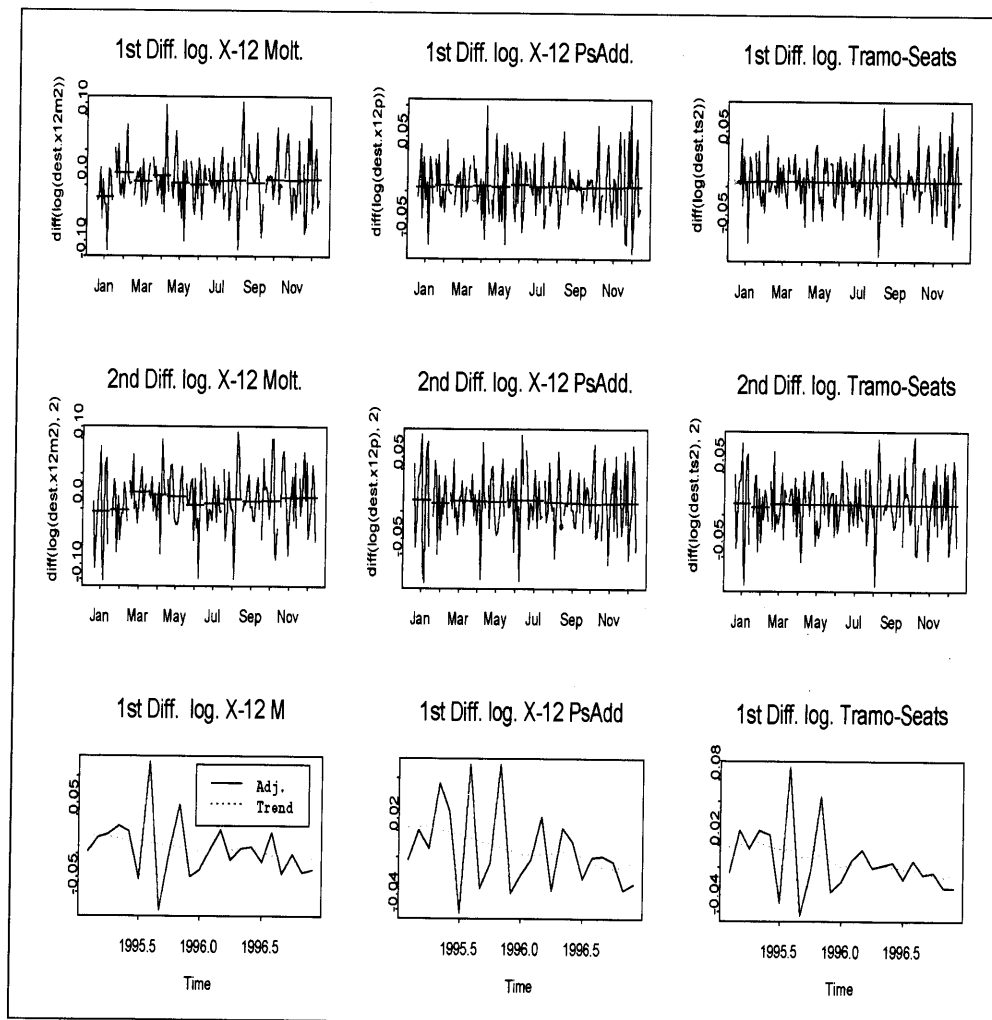 1st Diff. log. X-12 Molt.
1st Diff. log. X-12 PsAdd.
1st Diff. log. Tramo-Seats
diff(log(dest.x12m2))
-0.10 0.0 0.10
Jan Mar May Jul Sep Nov
diff(log(dest.x12p))
-0.05 0.05
Jan Mar May Jul Sep Nov
diff(log(dest.ts2))
-0.05 0.05
Jan Mar May Jul Sep Nov
2nd Diff. log. X-12 Molt.
2nd Diff. log. X-12 PsAdd.
2nd Diff. log. Tramo-Seats
diff(log(dest.x12m2), 2)
-0.10 0.0 0.10
Jan Mar May Jul Sep Nov
diff(log(dest.x12p), 2)
-0.05 0.05
Jan Mar May Jul Sep Nov
diff(log(dest.ts2), 2)
-0.05 0.05
Jan Mar May Jul Sep Nov
1st Diff. log. X-12 M
1st Diff. log. X-12 PsAdd
1st Diff. log. Tramo-Seats
-0.05 0.05
Adj.
Trend
1995.5 1996.0 1996.5
Time
-0.04 0.02
1995.5 1996.0 1996.5
Time
-0.04 0.02 0.08
1995.5 1996.0 1996.5
Time